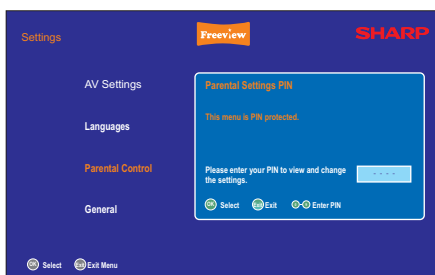 Settings
Freeview
SHARP
AV Settings
Languages
Parental Control
General
Parental Settings PIN
This menu is PIN protected.
Please enter your PIN to view and change
the settings.
- - - -
OK Select Exit Exit 0-9 Enter PIN
OK Select Exit Exit Menu